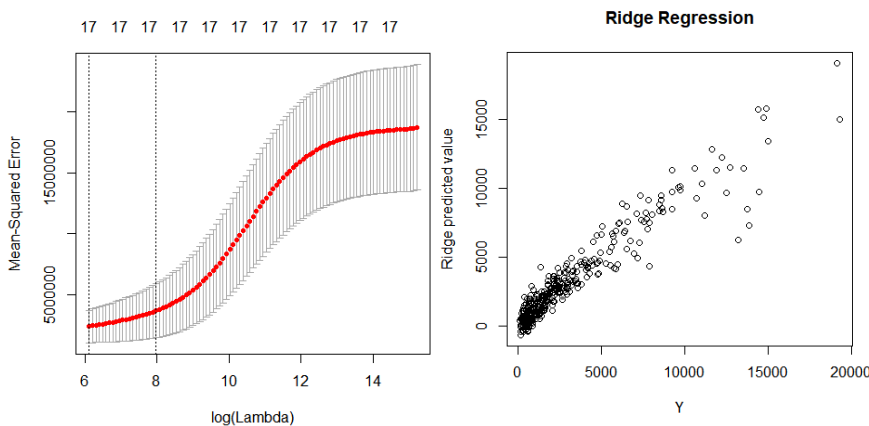 17 17 17 17 17 17 17 17 17 17 17
Mean-Squared Error
15000000
5000000
6 8 10 12 14
log(Lambda)
Ridge Regression
Ridge predicted value
15000
10000
5000
0
0 5000 10000 15000 20000
Y